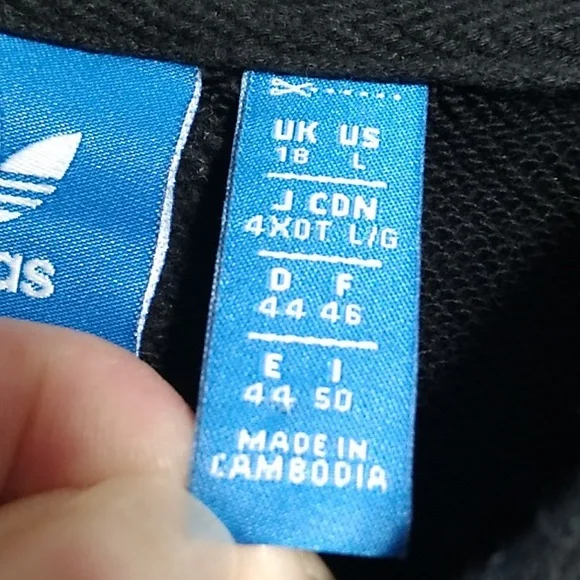 as
UK US
18 L
J CDN
4XOT L/G
D F
44 46
E I
44 50
MADE IN
CAMBODIA